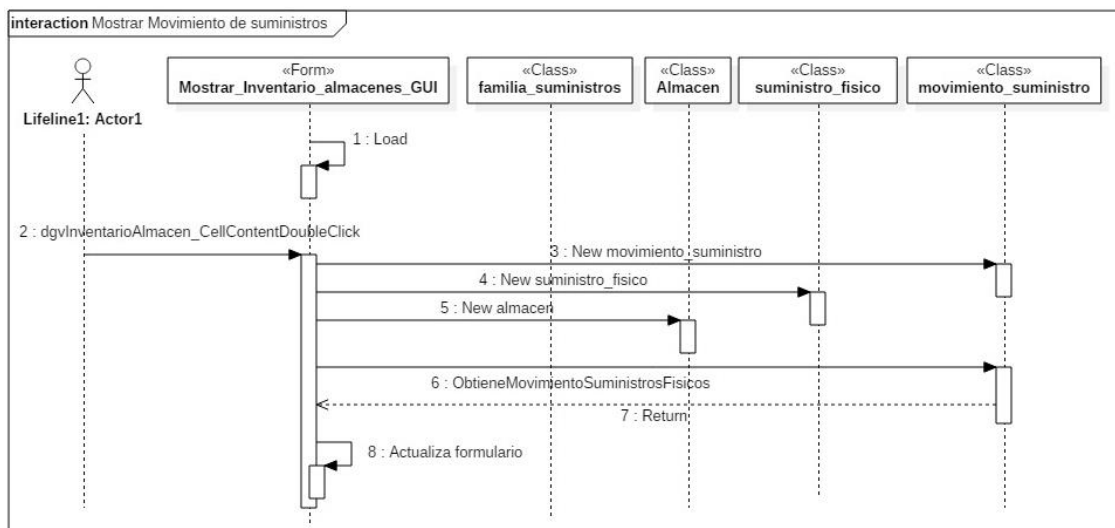 interaction Mostrar Movimiento de suministros
«Form»
Mostrar_Inventario_almacenes_GUI
«Class»
familia_suministros
«Class»
Almacen
«Class»
suministro_fisico
«Class»
movimiento_suministro
Lifeline1: Actor1
1 : Load
2 : dgvInventarioAlmacen_CellContentDoubleClick
3 : New movimiento_suministro
4 : New suministro_fisico
5 : New almacen
6 : ObtieneMovimientoSuministrosFisicos
7 : Return
8 : Actualiza formulario